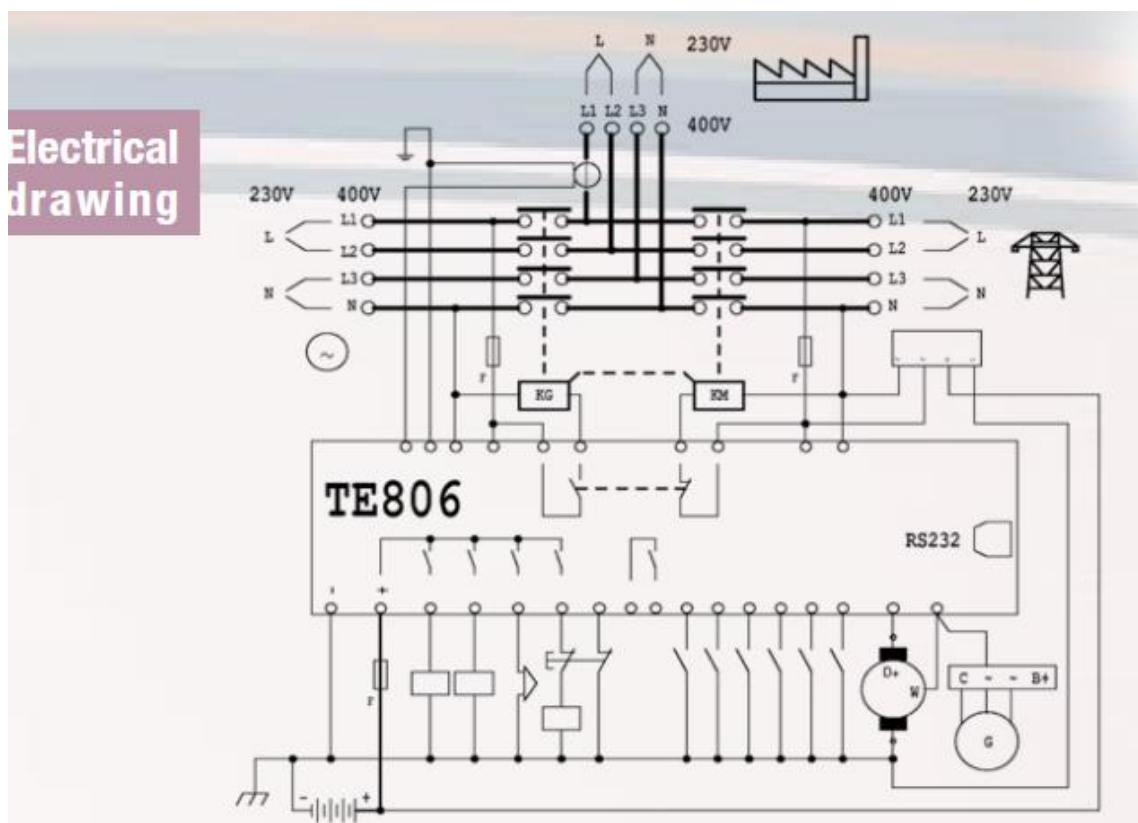 L N 230V
L1 L2 L3 N 400V
Electrical
drawing
230V 400V
400V 230V
L1
L1
L
L2
L2
L
L3
L3
N
N
N
N
~
F
F
KG
KM
TE806
RS232
-
+
F
D+
W
C ~ ~ B+
G
- +